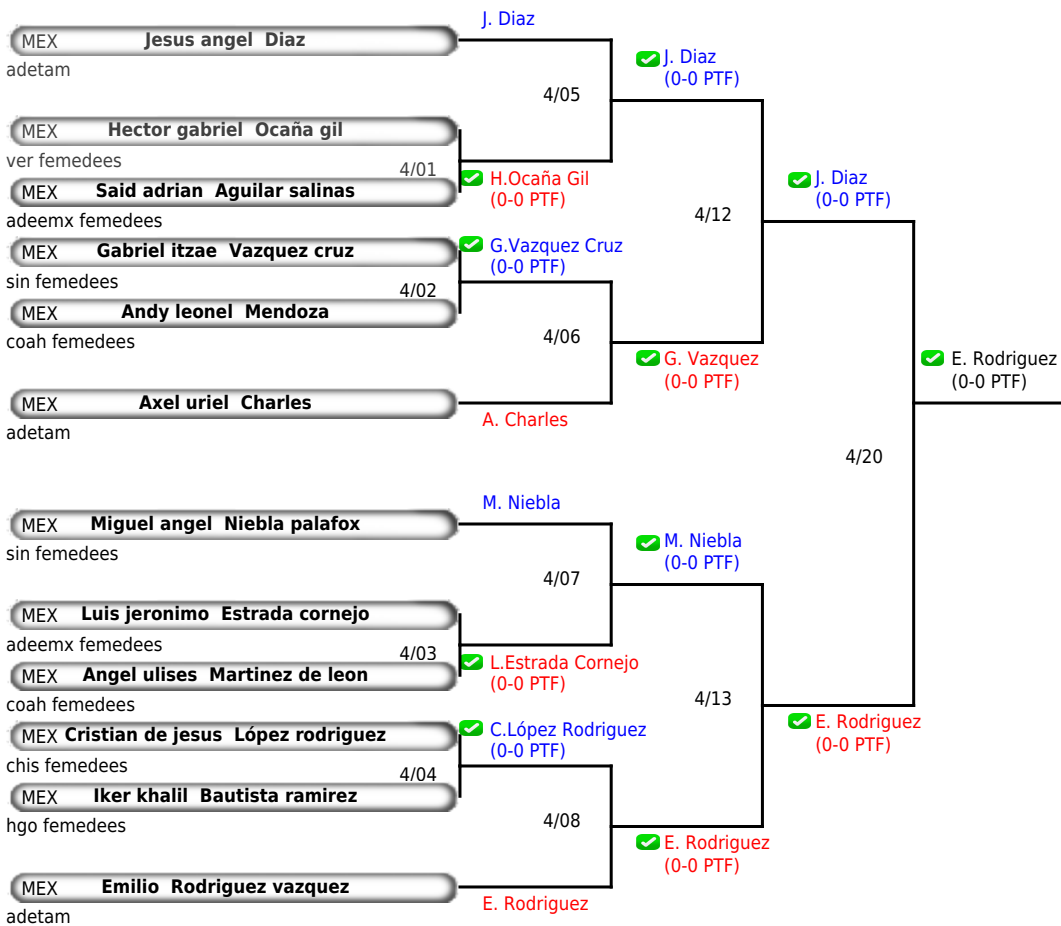 J. Diaz
MEX Jesus angel  Diaz
adetam
J. Diaz
(0-0 PTF)
4/05
MEX Hector gabriel  Ocaña gil
ver femedees
4/01
H.Ocaña Gil
(0-0 PTF)
MEX Said adrian  Aguilar salinas
adeemx femedees
J. Diaz
(0-0 PTF)
4/12
MEX Gabriel itzae  Vazquez cruz
sin femedees
G.Vazquez Cruz
(0-0 PTF)
4/02
MEX Andy leonel  Mendoza
coah femedees
4/06
G. Vazquez
(0-0 PTF)
MEX Axel uriel  Charles
adetam
A. Charles
E. Rodriguez
(0-0 PTF)
4/20
M. Niebla
MEX Miguel angel  Niebla palafox
sin femedees
M. Niebla
(0-0 PTF)
4/07
MEX Luis jeronimo  Estrada cornejo
adeemx femedees
4/03
L.Estrada Cornejo
(0-0 PTF)
MEX Angel ulises  Martinez de leon
coah femedees
4/13
MEX Cristian de jesus  López rodriguez
chis femedees
C.López Rodriguez
(0-0 PTF)
E. Rodriguez
(0-0 PTF)
4/04
MEX Iker khalil  Bautista ramirez
hgo femedees
4/08
E. Rodriguez
(0-0 PTF)
MEX Emilio  Rodriguez vazquez
adetam
E. Rodriguez